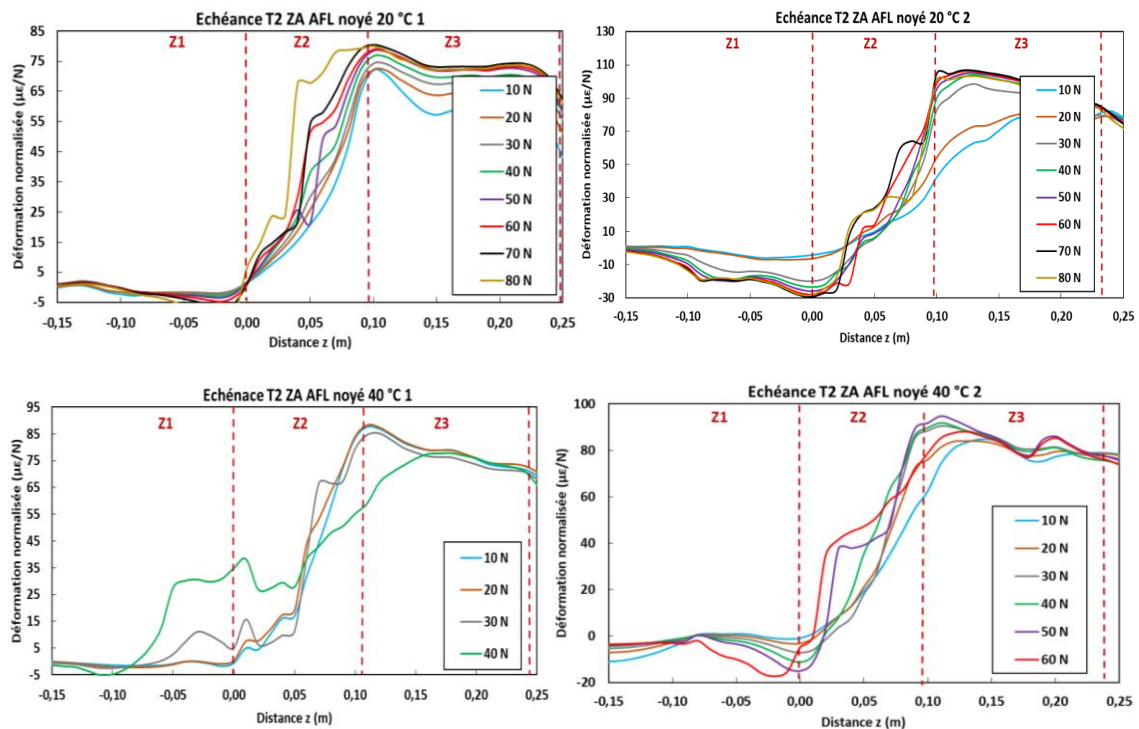 Echéance T2 ZA AFL noyé 20 °C 1
Déformation normalisée (µε/N)
85
75
65
55
45
35
25
15
5
-5
Z1
Z2
Z3
10 N
20 N
30 N
40 N
50 N
60 N
70 N
80 N
-0,15
-0,10
-0,05
0,00
0,05
0,10
0,15
0,20
0,25
Distance z (m)
Echéance T2 ZA AFL noyé 20 °C 2
Déformation normalisée (µε/N)
130
110
90
70
50
30
10
-10
-30
Z1
Z2
Z3
10 N
20 N
30 N
40 N
50 N
60 N
70 N
80 N
-0,15
-0,10
-0,05
0,00
0,05
0,10
0,15
0,20
0,25
Distance z (m)
Echénace T2 ZA AFL noyé 40 °C 1
Déformation normalisée (µε/N)
95
85
75
65
55
45
35
25
15
5
-5
Z1
Z2
Z3
10 N
20 N
30 N
40 N
-0,15
-0,10
-0,05
0,00
0,05
0,10
0,15
0,20
0,25
Distance z (m)
Echéance T2 ZA AFL noyé 40 °C 2
Déformation normalisée (µε/N)
100
80
60
40
20
0
-20
Z1
Z2
Z3
10 N
20 N
30 N
40 N
50 N
60 N
-0,15
-0,10
-0,05
0,00
0,05
0,10
0,15
0,20
0,25
Distance z (m)